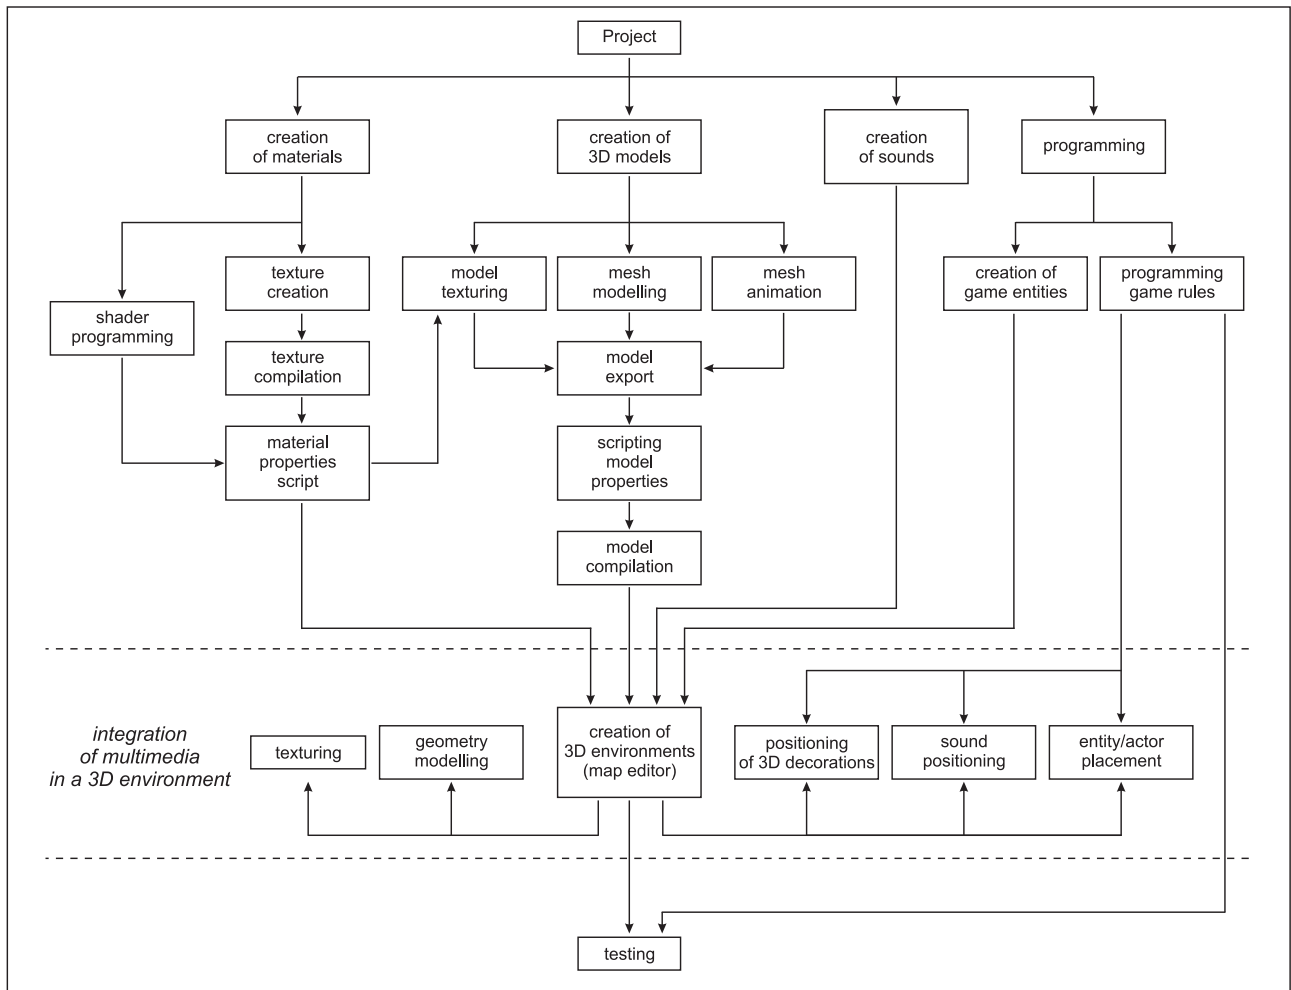 Project
creation
of materials
creation of
3D models
creation
of sounds
programming
texture
creation
model
texturing
mesh
modelling
mesh
animation
creation of
game entities
programming
game rules
shader
programming
texture
compilation
model
export
material
properties
script
scripting
model
properties
model
compilation
integration
of multimedia
in a 3D environment
texturing
geometry
modelling
creation of
3D environments
(map editor)
positioning
of 3D decorations
sound
positioning
entity/actor
placement
testing